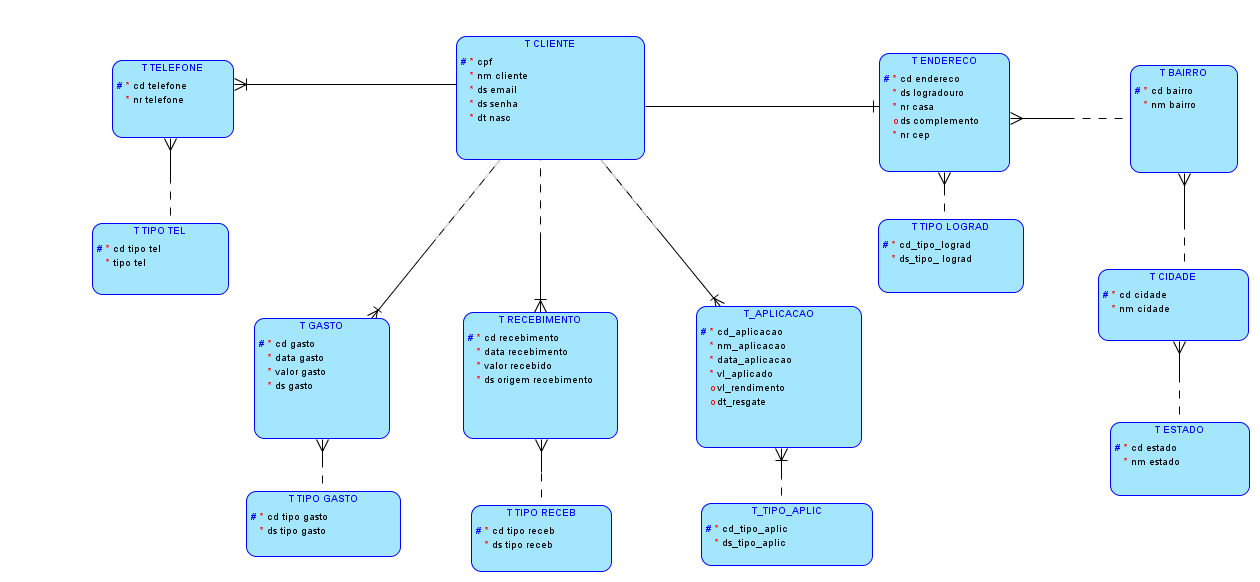 T CLIENTE
# * cpf
* nm cliente
* ds email
* ds senha
* dt nasc
T TELEFONE
# * cd telefone
* nr telefone
T TIPO TEL
# * cd tipo tel
* tipo tel
T ENDERECO
# * cd endereco
* ds logradouro
* nr casa
o ds complemento
* nr cep
T BAIRRO
# * cd bairro
* nm bairro
T TIPO LOGRAD
# * cd_tipo_lograd
* ds_tipo_ lograd
T CIDADE
# * cd cidade
* nm cidade
T ESTADO
# * cd estado
* nm estado
T GASTO
# * cd gasto
* data gasto
* valor gasto
* ds gasto
T RECEBIMENTO
# * cd recebimento
* data recebimento
* valor recebido
* ds origem recebimento
T_APLICACAO
# * cd_aplicacao
* nm_aplicacao
* data_aplicacao
* vl_aplicado
o vl_rendimento
o dt_resgate
T TIPO GASTO
# * cd tipo gasto
* ds tipo gasto
T TIPO RECEB
# * cd tipo receb
* ds tipo receb
T_TIPO_APLIC
# * cd_tipo_aplic
* ds_tipo_aplic